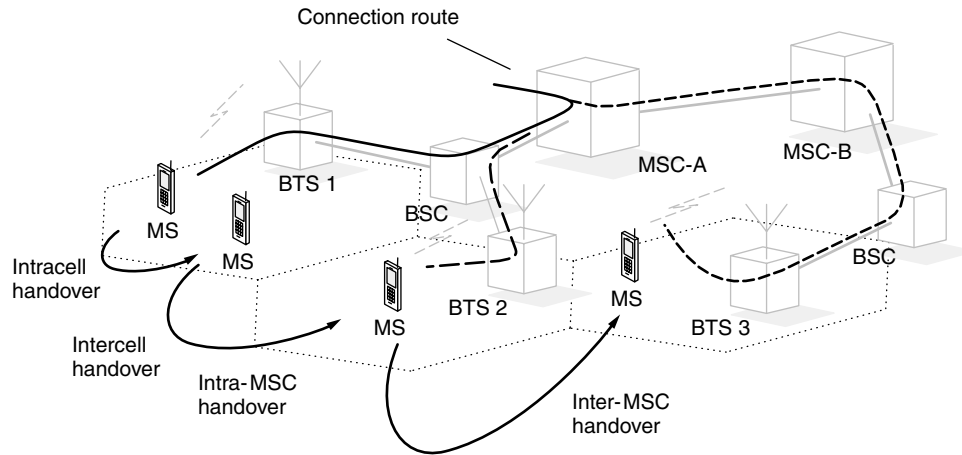 Connection route
MSC-A
MSC-B
BTS 1
BSC
MS
MS
BSC
Intracell
handover
MS
BTS 2
MS
BTS 3
Intercell
handover
Intra-MSC
handover
Inter-MSC
handover